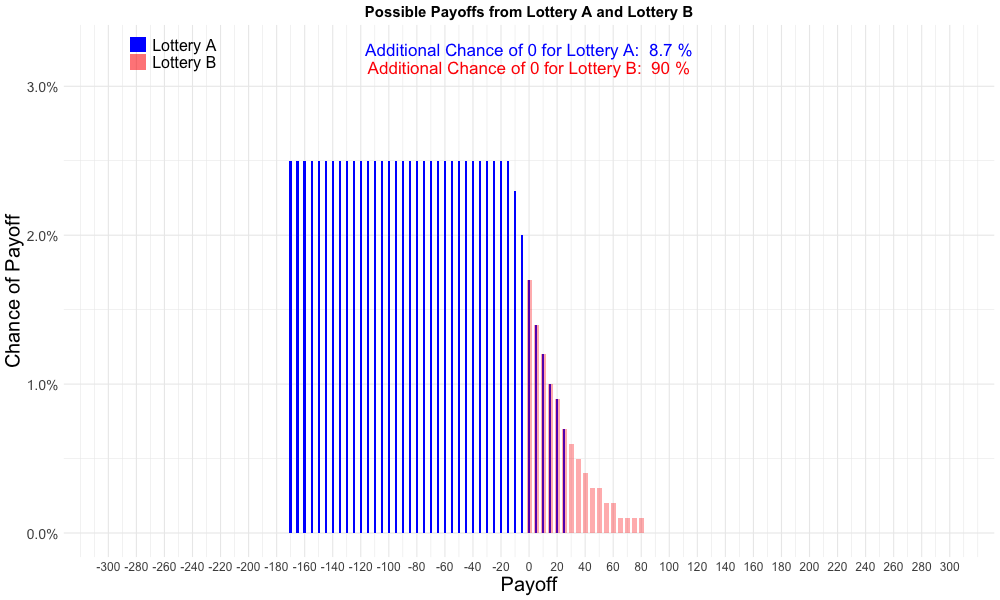 Possible Payoffs from Lottery A and Lottery B
Lottery A
Lottery B
Additional Chance of 0 for Lottery A: 8.7 %
Additional Chance of 0 for Lottery B: 90 %
Chance of Payoff
3.0%
2.0%
1.0%
0.0%
-300 -280 -260 -240 -220 -200 -180 -160 -140 -120 -100 -80 -60 -40 -20 0 20 40 60 80 100 120 140 160 180 200 220 240 260 280 300
Payoff